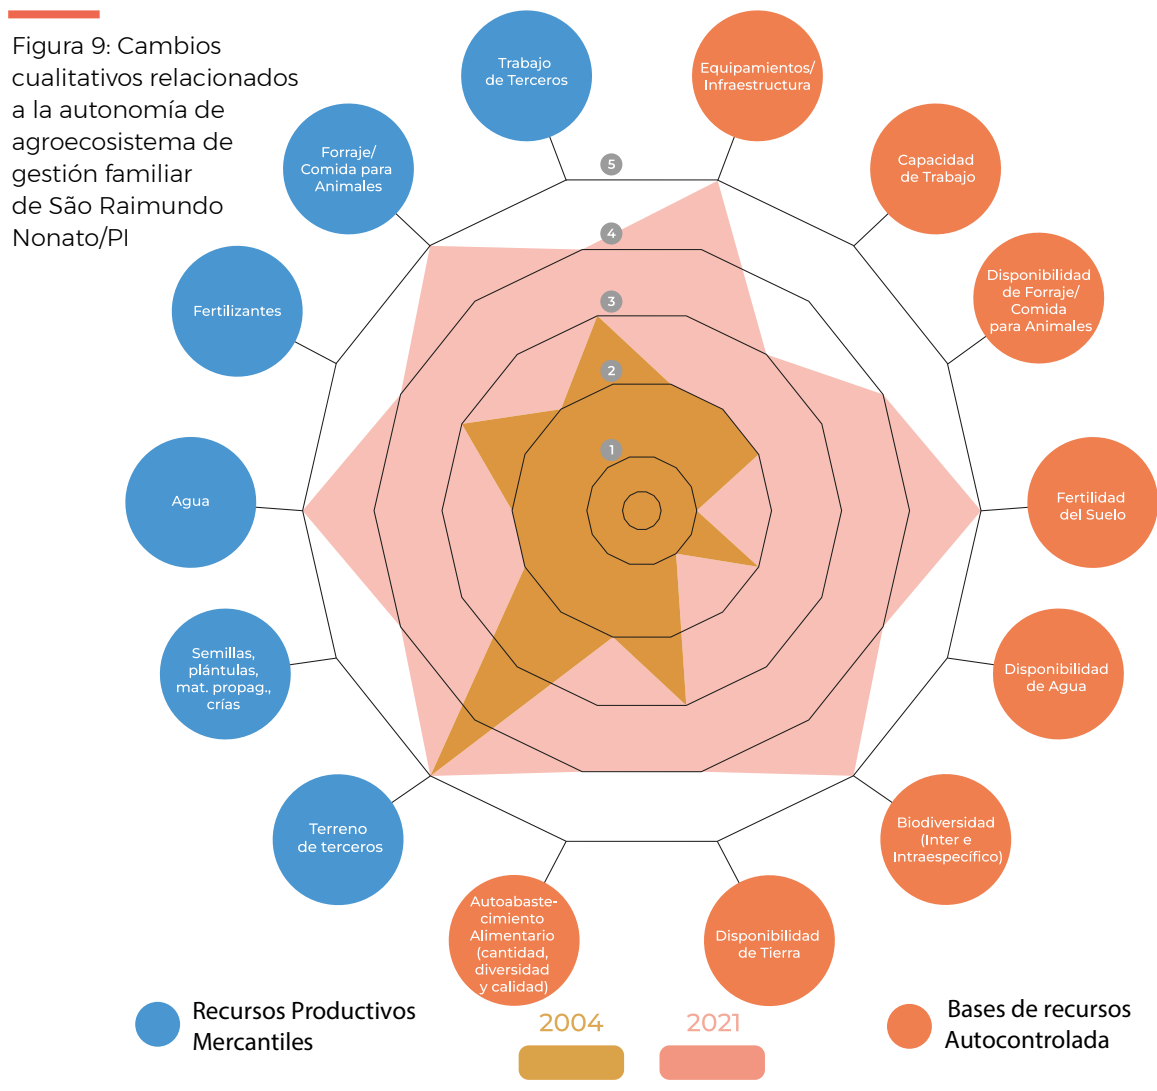 Figura 9: Cambios
cualitativos relacionados
a la autonomía de
agroecosistema de
gestión familiar
de São Raimundo
Nonato/PI
Trabajo
de Terceros
Equipamientos/
Infraestructura
Forraje/
Comida para
Animales
Capacidad
de Trabajo
Fertilizantes
Disponibilidad
de Forraje/
Comida
para Animales
Agua
Fertilidad
del Suelo
Semillas,
plántulas,
mat. propag.,
crías
Disponibilidad
de Agua
Terreno
de terceros
Biodiversidad
(Inter e
Intraespecífico)
Autoabaste-
cimiento
Alimentario
(cantidad,
diversidad
y calidad)
Disponibilidad
de Tierra
5
4
3
2
1
Recursos Productivos
Mercantiles
2004
2021
Bases de recursos
Autocontrolada